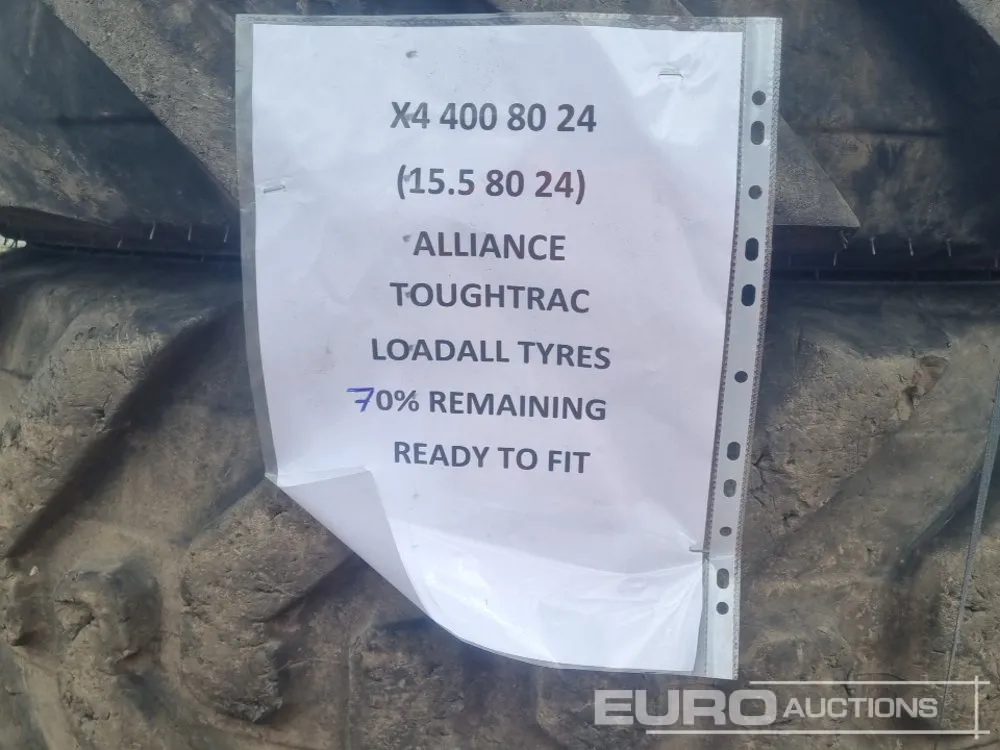 X4 400 80 24
(15.5 80 24)
ALLIANCE
TOUGHTRAC
LOADALL TYRES
70% REMAINING
READY TO FIT
EURO AUCTIONS